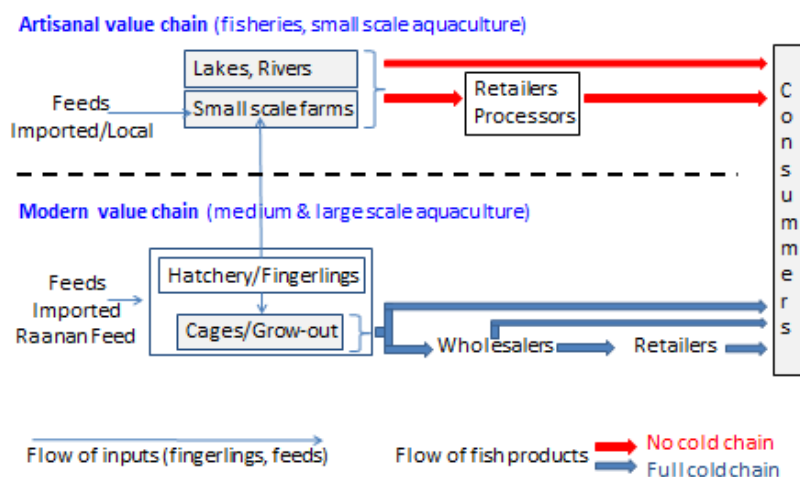 Artisanal value chain (fisheries, small scale aquaculture)
Lakes, Rivers
Small scale farms
Feeds
Imported/Local
Retailers
Processors
Consummers
Modern value chain (medium & large scale aquaculture)
Hatchery/Fingerlings
Cages/Grow-out
Feeds
Imported
Raanan Feed
Wholesalers
Retailers
Flow of inputs (fingerlings, feeds)
Flow of fish products
No cold chain
Full cold chain